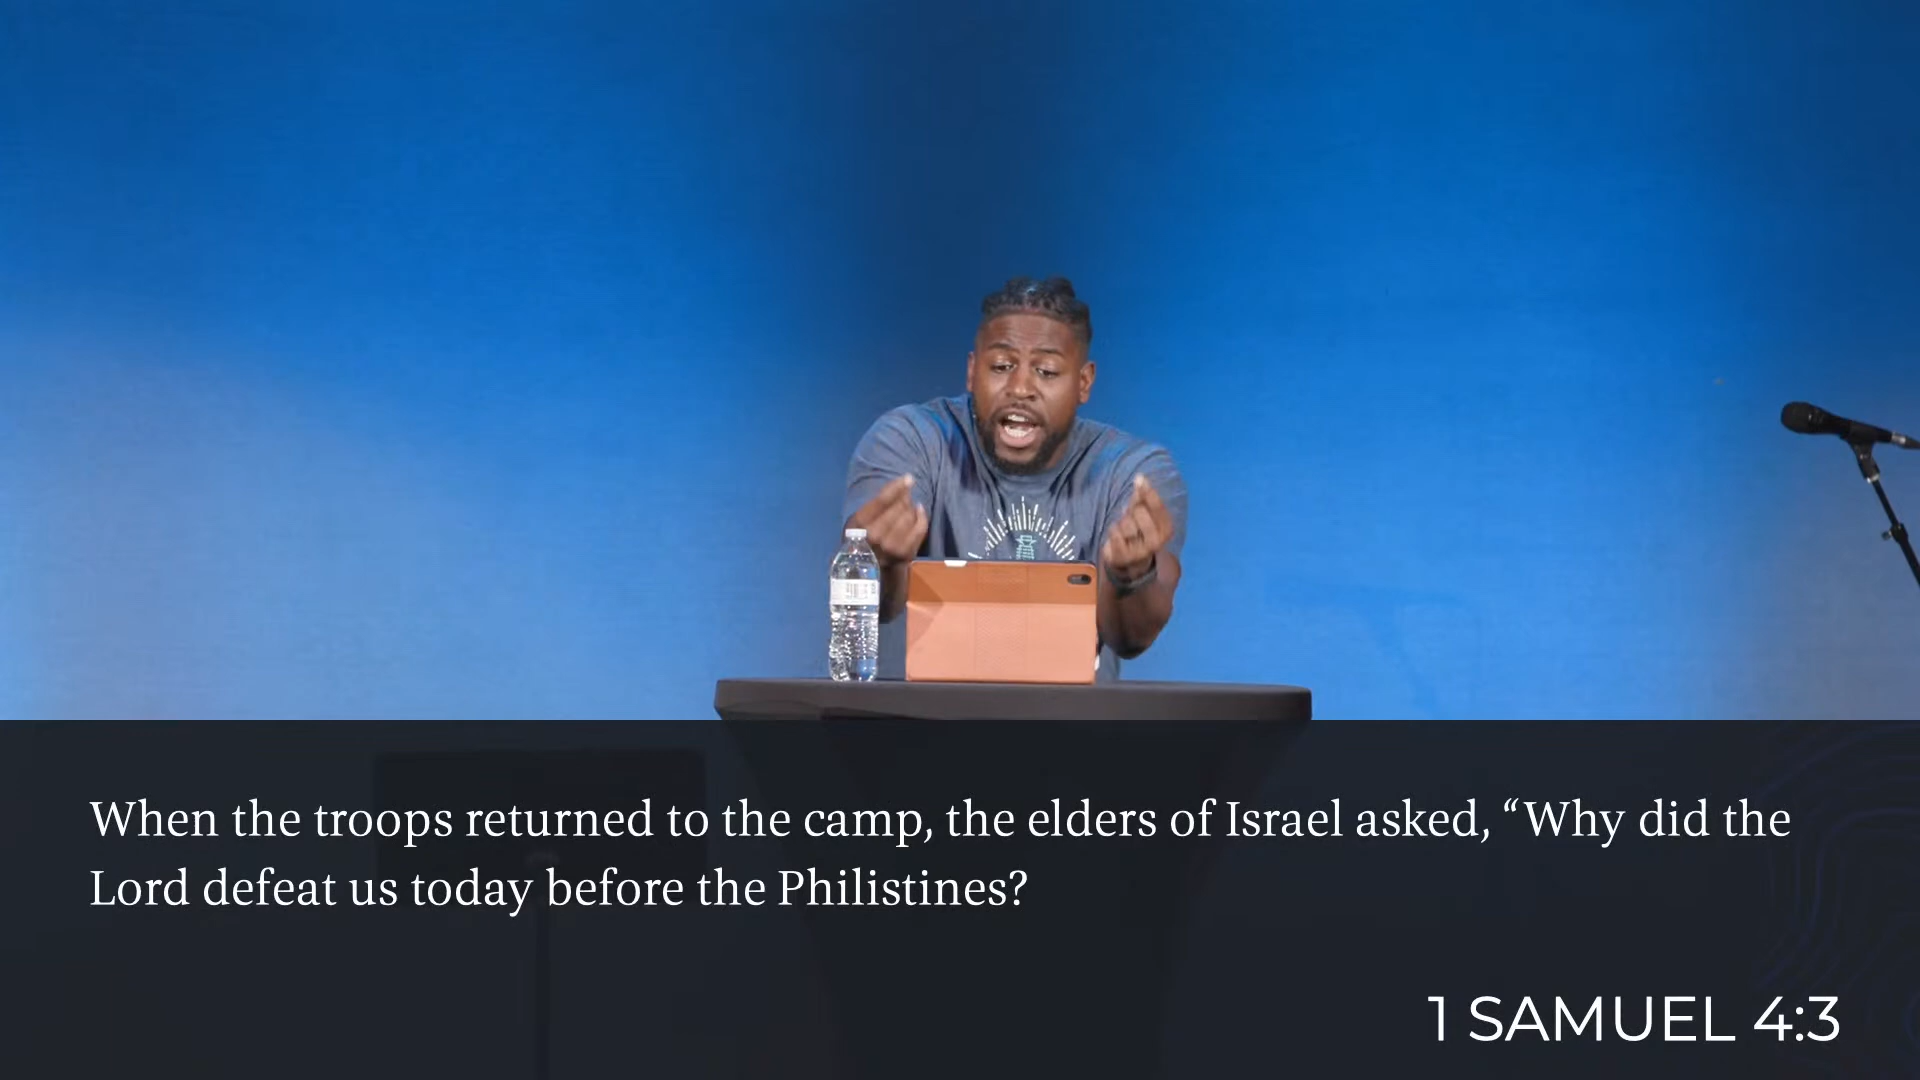 When the troops returned to the camp, the elders of Israel asked, “Why did the
Lord defeat us today before the Philistines?
1 SAMUEL 4:3